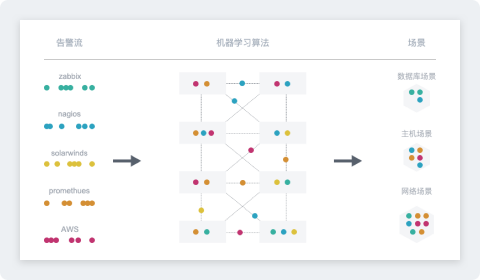 告警流
机器学习算法
场景
zabbix
nagios
solarwinds
promethues
AWS
数据库场景
主机场景
网络场景